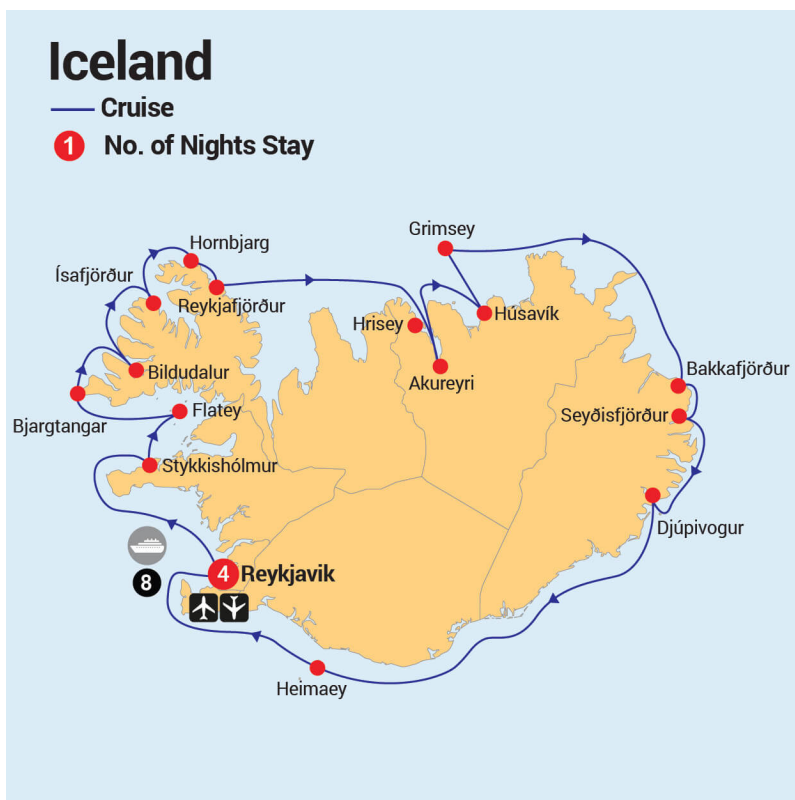 Iceland
Cruise
1 No. of Nights Stay
Grimsey
Hornbjarg
Ísafjörður
Reykjafjörður
Hrisey
Húsavík
Akureyri
Bakkafjörður
Bildudalur
Seyðisfjörður
Flatey
Bjargtangar
Stykkishólmur
Djúpivogur
4 Reykjavik
8
Heimaey